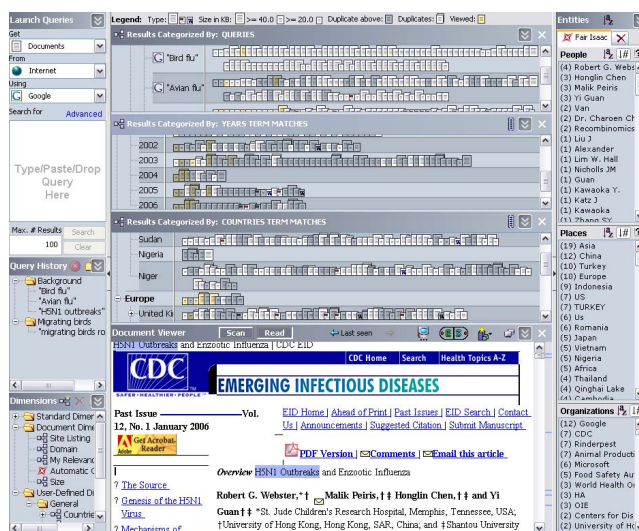 Launch Queries
Get
Documents
From
Internet
Using
Google
Search for Advanced
Type/Paste/Drop
Query
Here
Max. # Results Search
100 Clear
Query History
Background
"Bird flu"
"Avian flu"
"H5N1 outbreaks"
Migrating birds
"migrating birds ro
Dimensions
Standard Dimer
Document Dime
Site Listing
Domain
My Relevanc
Automatic C
Size
User-Defined Di
General
Countrie
Legend: Type: Size in KB: >= 40.0 >= 20.0 Duplicate above: Duplicates: Viewed:
Results Categorized By: QUERIES
"Bird flu"
"Avian flu"
Results Categorized By: YEARS TERM MATCHES
2002
2003
2004
2005
2006
Results Categorized By: COUNTRIES TERM MATCHES
Sudan
Nigeria
Niger
Europe
United Ki
Document Viewer Scan Read Last seen
H5N1 Outbreaks and Enzootic Influenza | CDC EID
CDC Home Search Health Topics A-Z
CDC
SAFER·HEALTHIER·PEOPLE™
EMERGING INFECTIOUS DISEASES
Past Issue Vol.
12, No. 1 January 2006
EID Home | Ahead of Print | Past Issues | EID Search | Contact
Us | Announcements | Suggested Citation | Submit Manuscript
Get Acrobat
Reader
Adobe
PDF Version | Comments | Email this article
Overview H5N1 Outbreaks and Enzootic Influenza
? The Source
? Genesis of the H5N1
Virus
? Mechanisms of
Robert G. Webster,*† Malik Peiris,†‡ Honglin Chen,†‡ and Yi
Guan†‡ *St. Jude Children's Research Hospital, Memphis, Tennessee, USA;
†University of Hong Kong, Hong Kong, SAR, China; and ‡Shantou University
Entities
Fair Isaac
People
(4) Robert G. Webs
(3) Honglin Chen
(3) Malik Peiris
(3) Yi Guan
(2) Van
(2) Dr. Charoen Ch
(2) Recombinomics
(1) Liu J
(1) Alexander
(1) Lim W. Hall
(1) Nicholls JM
(1) Guan
(1) Kawaoka Y.
(1) Katz J
(1) Kawaoka
(1) Zhang SY
Places
(19) Asia
(12) China
(10) Turkey
(10) Europe
(9) Indonesia
(7) US
(7) TURKEY
(6) Us
(6) Romania
(5) Japan
(5) Vietnam
(5) Nigeria
(5) Africa
(4) Thailand
(4) Qinghai Lake
(4) Cambodia
Organizations
(12) Google
(7) CDC
(7) Rinderpest
(7) Animal Producti
(6) Microsoft
(5) Food Safety Au
(3) World Health Or
(3) HA
(3) OIE
(2) Centers for Dis
(2) University of Ho